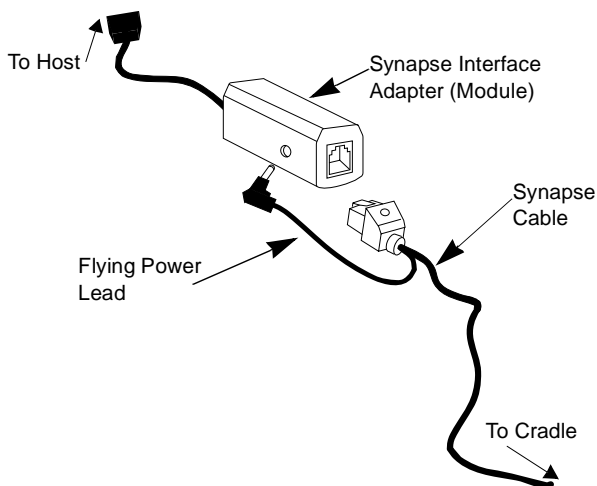 To Host
Synapse Interface
Adapter (Module)
Synapse
Cable
Flying Power
Lead
To Cradle